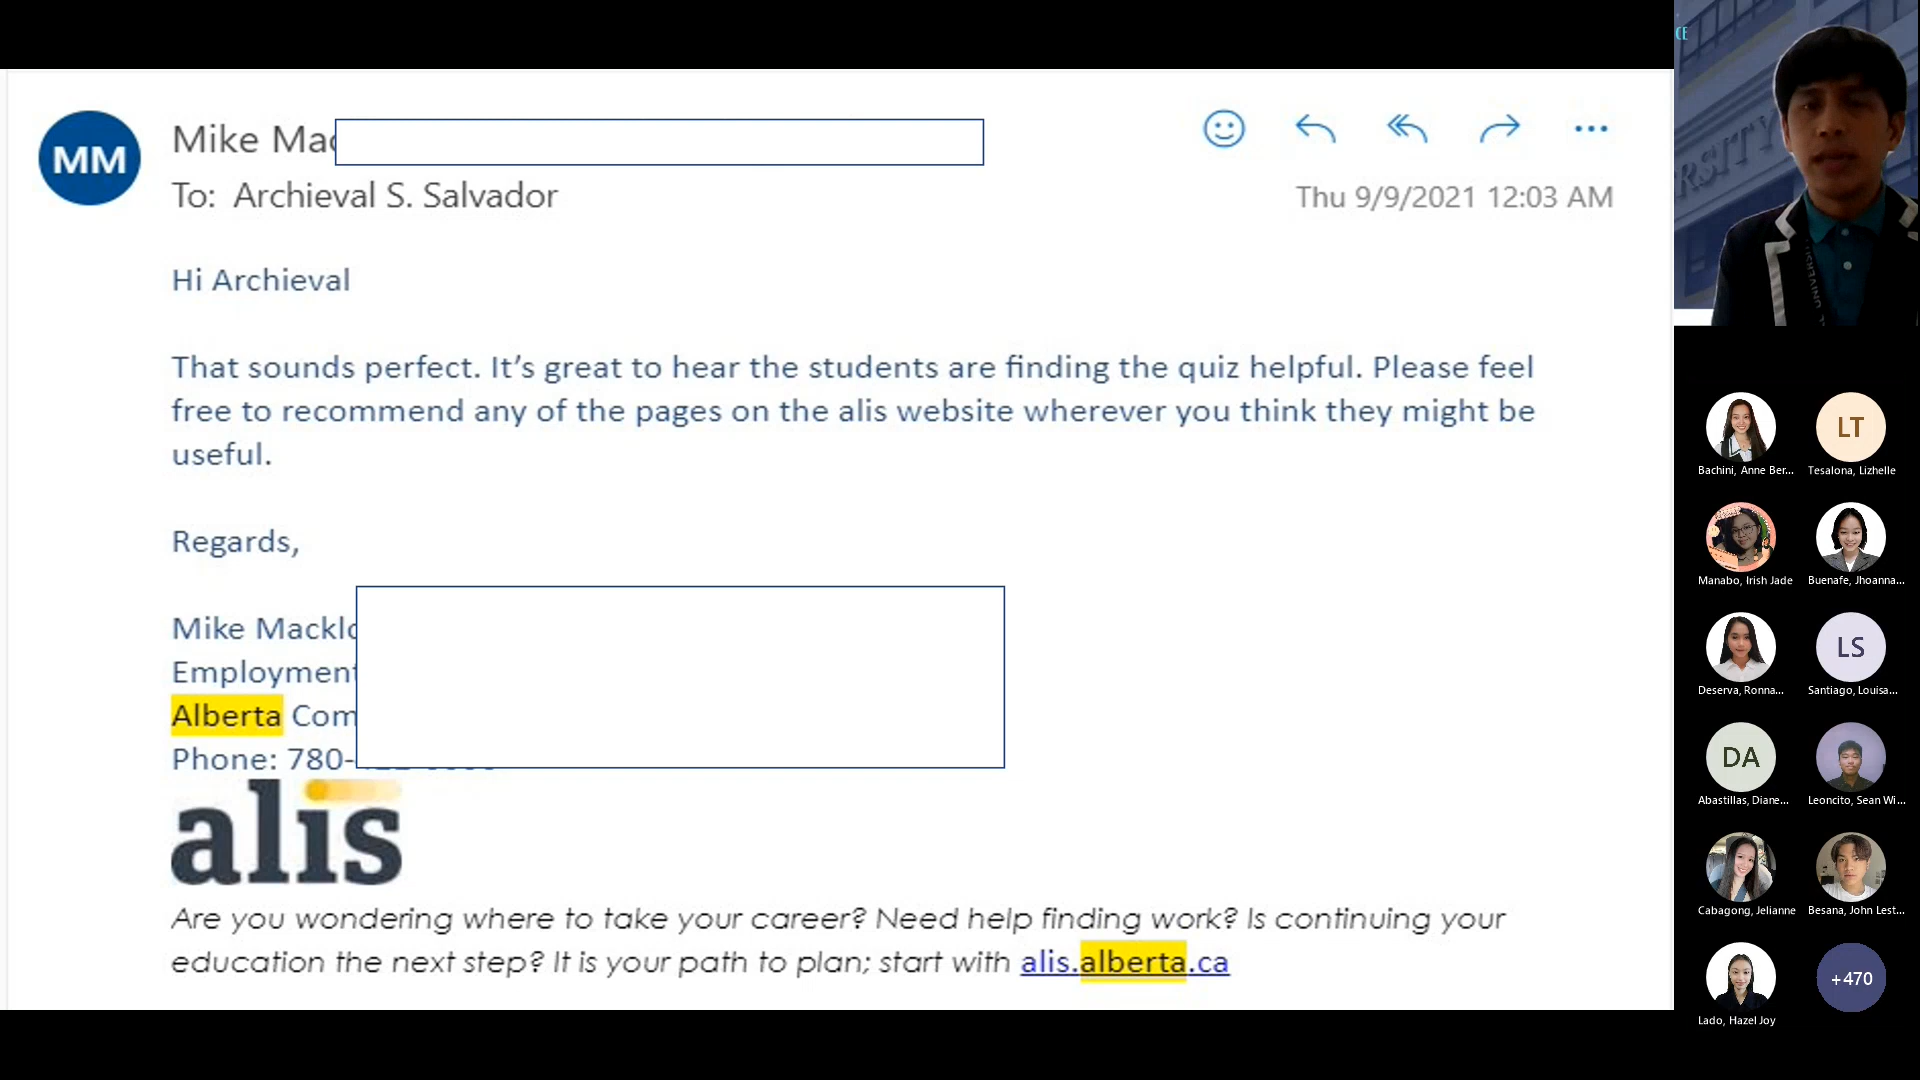 MM
Mike Mac
To: Archieval S. Salvador
Thu 9/9/2021 12:03 AM
Hi Archieval
That sounds perfect. It’s great to hear the students are finding the quiz helpful. Please feel
free to recommend any of the pages on the alis website wherever you think they might be
useful.
Regards,
Mike Mackl
Employment
Alberta Com
Phone: 780-
alis
Are you wondering where to take your career? Need help finding work? Is continuing your
education the next step? It is your path to plan; start with alis.alberta.ca
CE
RSITY
Bachini, Anne Ber...
LT
Tesalona, Lizhelle
Manabo, Irish Jade
Buenafe, Jhoanna...
Deserva, Ronna...
LS
Santiago, Louisa...
DA
Abastillas, Diane...
Leoncito, Sean Wi...
Cabagong, Jelianne
Besana, John Lest...
Lado, Hazel Joy
+470